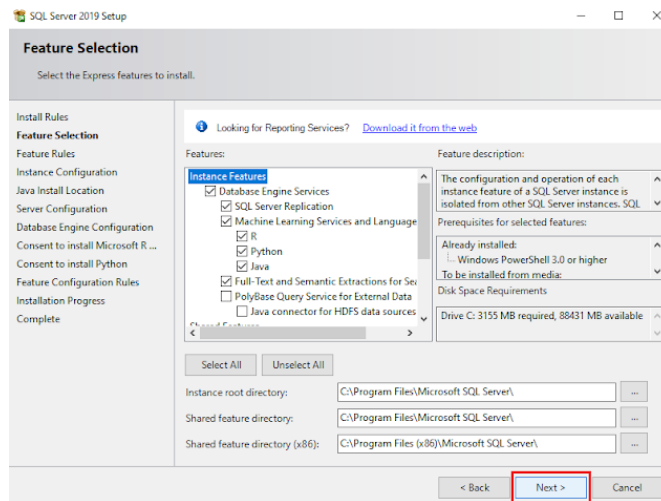 SQL Server 2019 Setup
Feature Selection
Select the Express features to install.
Install Rules
Feature Selection
Feature Rules
Instance Configuration
Java Install Location
Server Configuration
Database Engine Configuration
Consent to install Microsoft R ...
Consent to install Python
Feature Configuration Rules
Installation Progress
Complete
Looking for Reporting Services? Download it from the web
Features:
Instance Features
Database Engine Services
SQL Server Replication
Machine Learning Services and Language
R
Python
Java
Full-Text and Semantic Extractions for Sea
PolyBase Query Service for External Data
Java connector for HDFS data sources
Shared Features
Feature description:
The configuration and operation of each
instance feature of a SQL Server instance is
isolated from other SQL Server instances. SQL
Prerequisites for selected features:
Already installed:
Windows PowerShell 3.0 or higher
To be installed from media:
Disk Space Requirements
Drive C: 3155 MB required, 88431 MB available
Select All
Unselect All
Instance root directory:
C:\Program Files\Microsoft SQL Server\
...
Shared feature directory:
C:\Program Files\Microsoft SQL Server\
...
Shared feature directory (x86):
C:\Program Files (x86)\Microsoft SQL Server\
...
< Back
Next >
Cancel